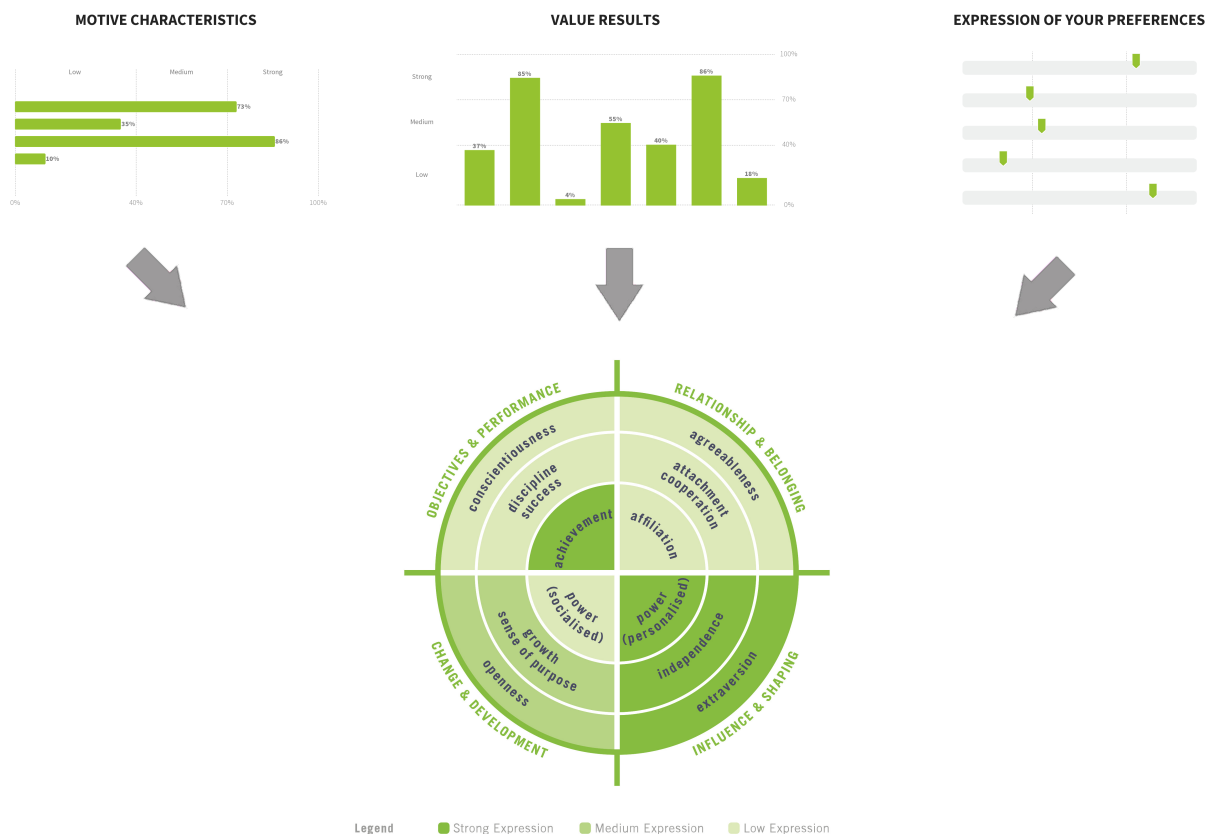 MOTIVE CHARACTERISTICS
VALUE RESULTS
EXPRESSION OF YOUR PREFERENCES
Low Medium Strong
73%
35%
86%
10%
0% 40% 70% 100%
Strong
Medium
Low
37%
85%
4%
55%
40%
86%
18%
100%
70%
40%
0%
OBJECTIVES & PERFORMANCE
conscientiousness
discipline
success
achievement
RELATIONSHIP & BELONGING
agreeableness
attachment
cooperation
affiliation
CHANGE & DEVELOPMENT
power
(socialised)
growth
sense of purpose
openness
INFLUENCE & SHAPING
power
(personalised)
independence
extraversion
Legend Strong Expression Medium Expression Low Expression